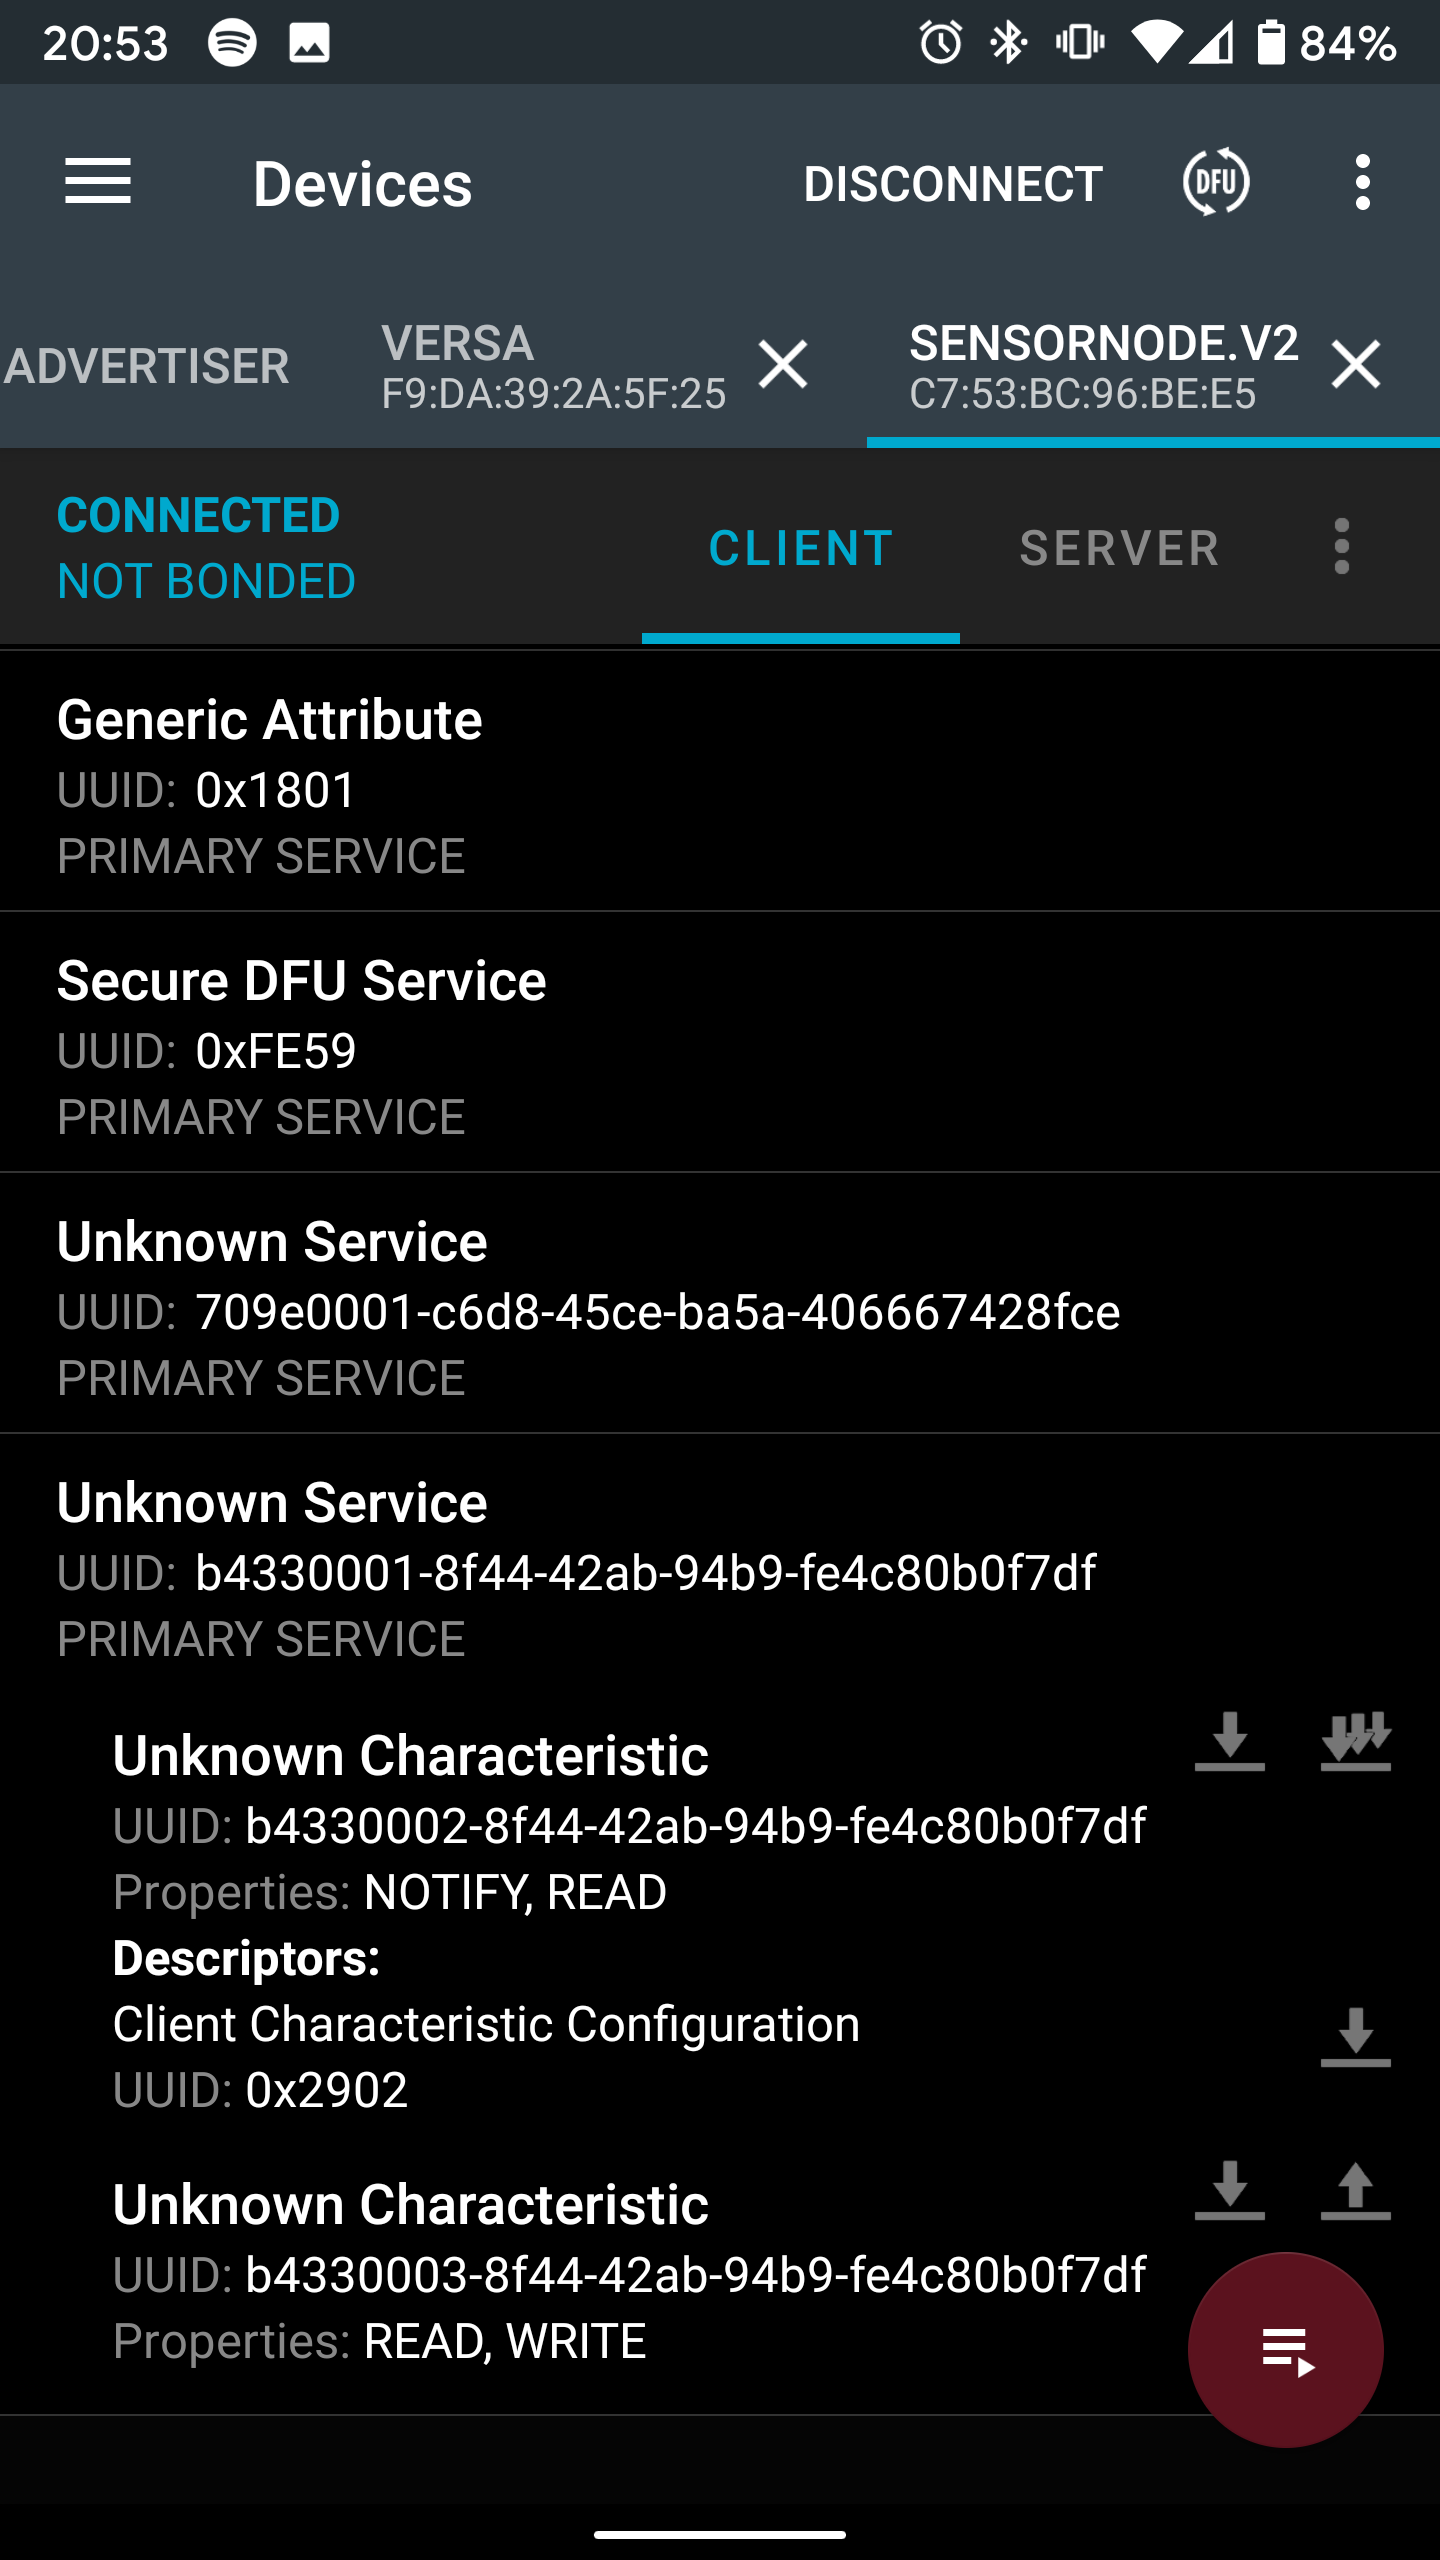 20:53 84%
Devices DISCONNECT DFU
ADVERTISER VERSA SENSORNODE.V2
F9:DA:39:2A:5F:25 C7:53:BC:96:BE:E5
CONNECTED
NOT BONDED
CLIENT SERVER
Generic Attribute
UUID: 0x1801
PRIMARY SERVICE
Secure DFU Service
UUID: 0xFE59
PRIMARY SERVICE
Unknown Service
UUID: 709e0001-c6d8-45ce-ba5a-406667428fce
PRIMARY SERVICE
Unknown Service
UUID: b4330001-8f44-42ab-94b9-fe4c80b0f7df
PRIMARY SERVICE
Unknown Characteristic
UUID: b4330002-8f44-42ab-94b9-fe4c80b0f7df
Properties: NOTIFY, READ
Descriptors:
Client Characteristic Configuration
UUID: 0x2902
Unknown Characteristic
UUID: b4330003-8f44-42ab-94b9-fe4c80b0f7df
Properties: READ, WRITE